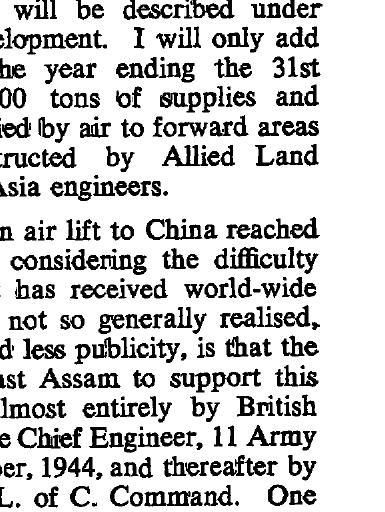 will be described under
elopment. I will only add
he year ending the 31st
00 tons of supplies and
ied by air to forward areas
tructed by Allied Land
Asia engineers.
n air lift to China reached
considering the difficulty
has received world-wide
not so generally realised,
d less publicity, is that the
ast Assam to support this
lmost entirely by British
e Chief Engineer, 11 Army
ber, 1944, and thereafter by
L. of C. Command. One